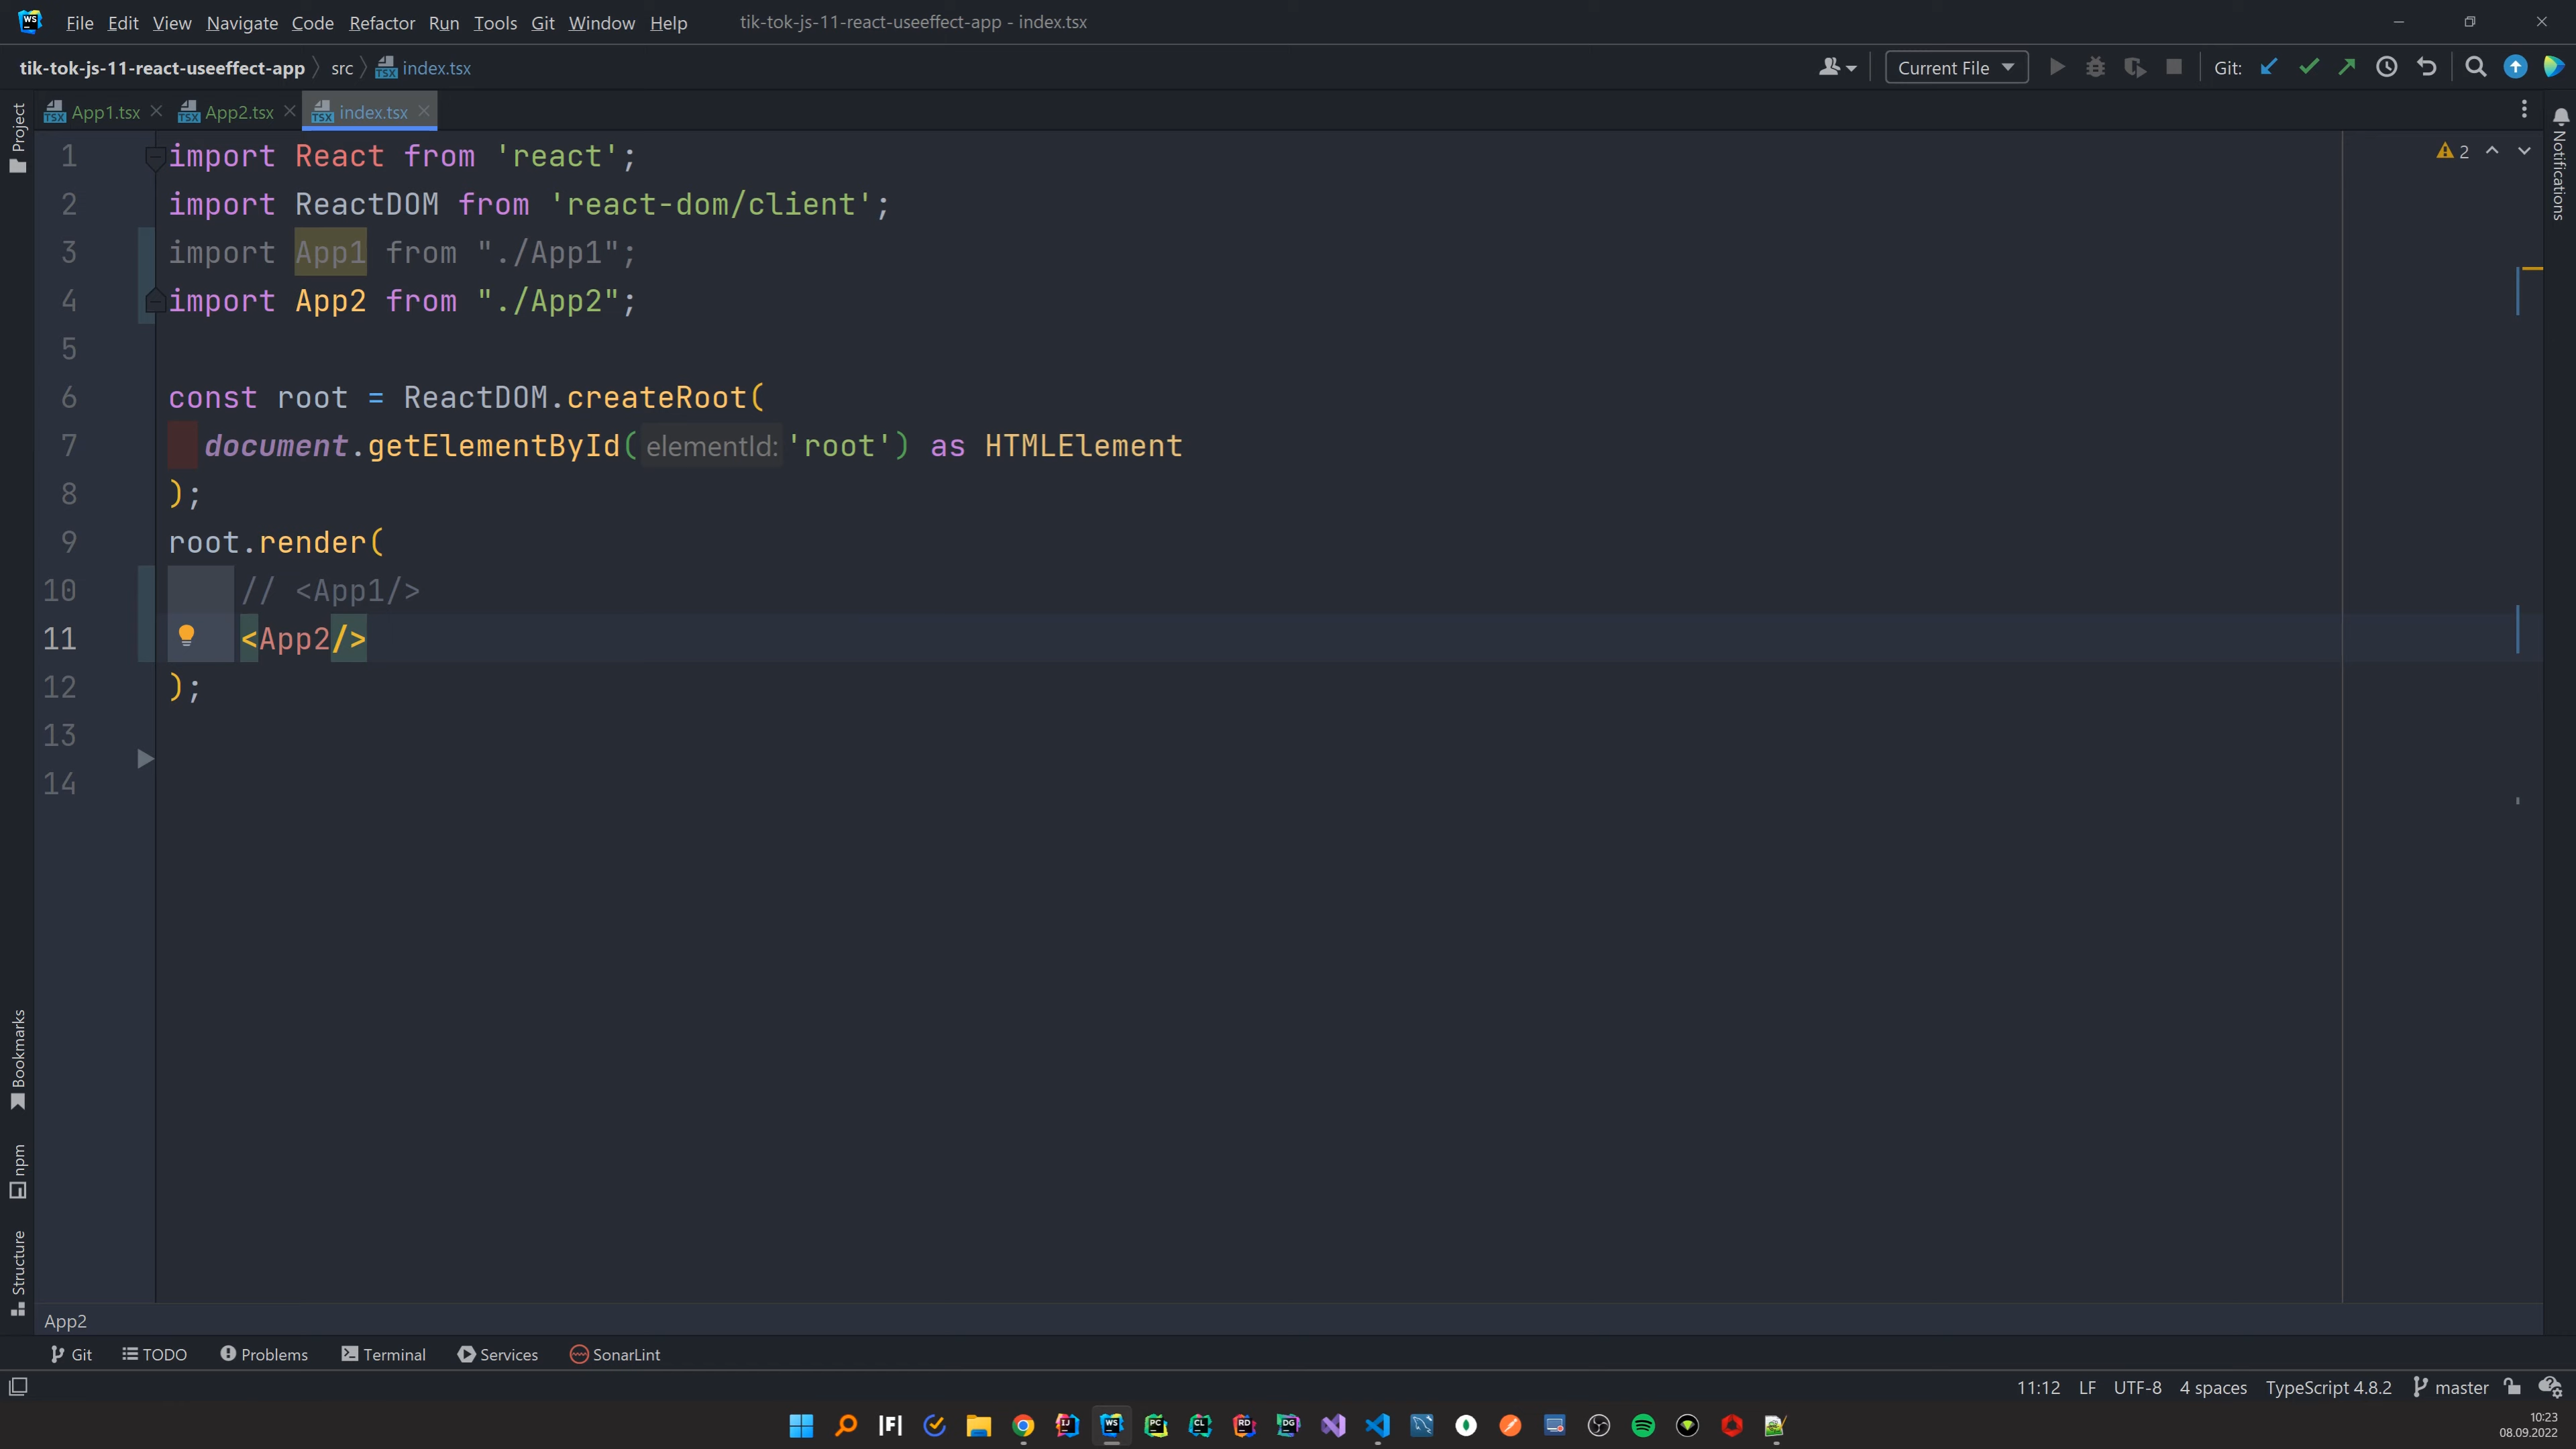 File Edit View Navigate Code Refactor Run Tools Git Window Help tik-tok-js-11-react-useeffect-app - index.tsx
tik-tok-js-11-react-useeffect-app src index.tsx Current File Git:
App1.tsx App2.tsx index.tsx
Project
Notifications
2
1 import React from 'react';
2 import ReactDOM from 'react-dom/client';
3 import App1 from "./App1";
4 import App2 from "./App2";
5
6 const root = ReactDOM.createRoot(
7 document.getElementById( elementId: 'root') as HTMLElement
8 );
9 root.render(
10 // <App1/>
11 <App2/>
12 );
13
14
Bookmarks
npm
Structure
App2
Git TODO Problems Terminal Services SonarLint
11:12 LF UTF-8 4 spaces TypeScript 4.8.2 master
10:23
08.09.2022